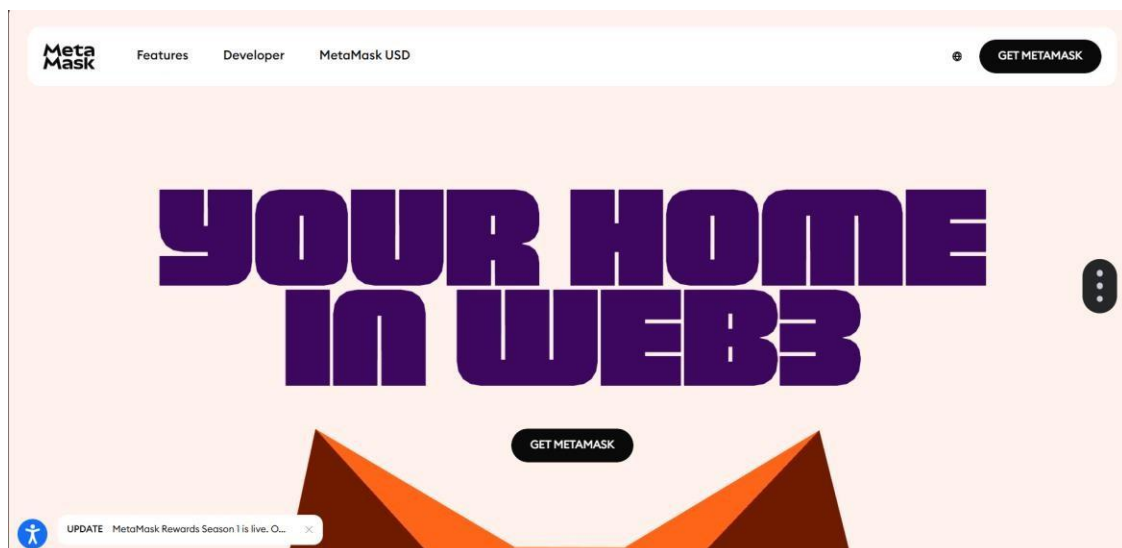 Meta
Mask
Features
Developer
MetaMask USD
GET METAMASK
YOUR HOME
IN WEB3
GET METAMASK
UPDATE MetaMask Rewards Season 1 is live. O...